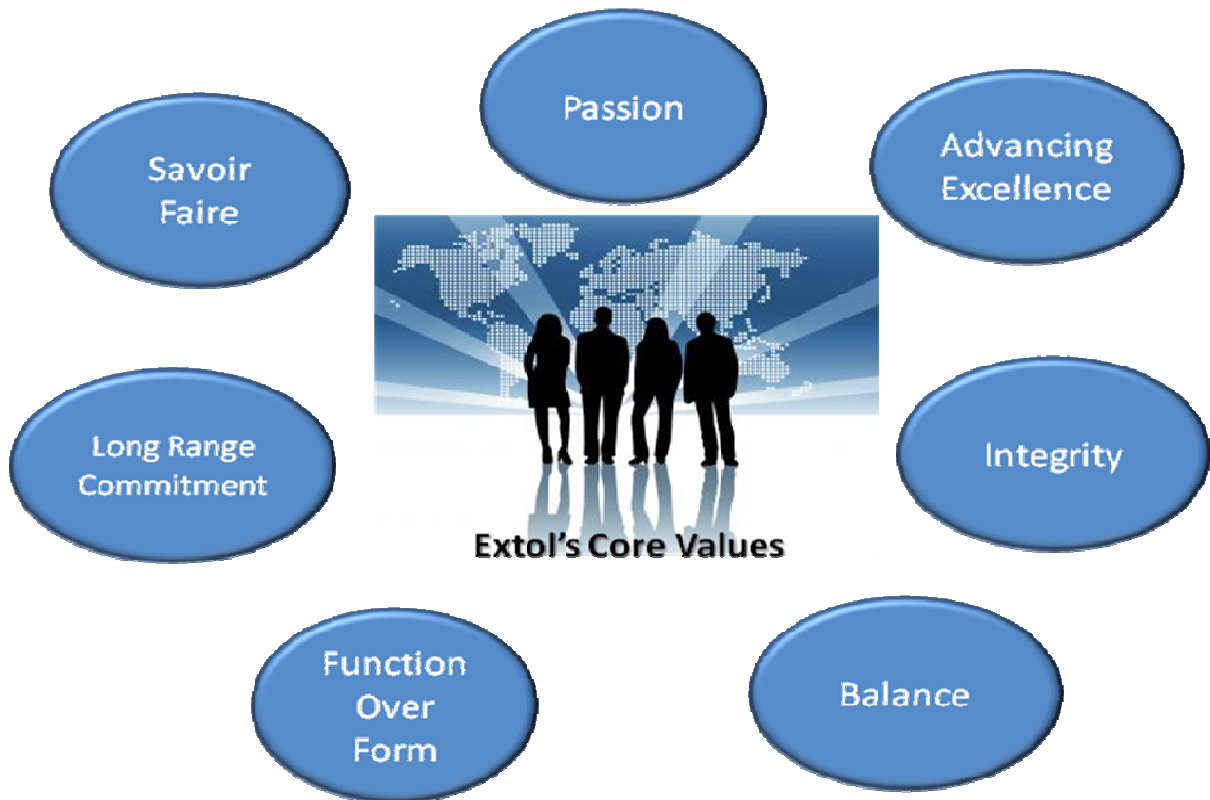 Passion
Advancing
Excellence
Savoir
Faire
Long Range
Commitment
Integrity
Extol's Core Values
Function
Over
Form
Balance